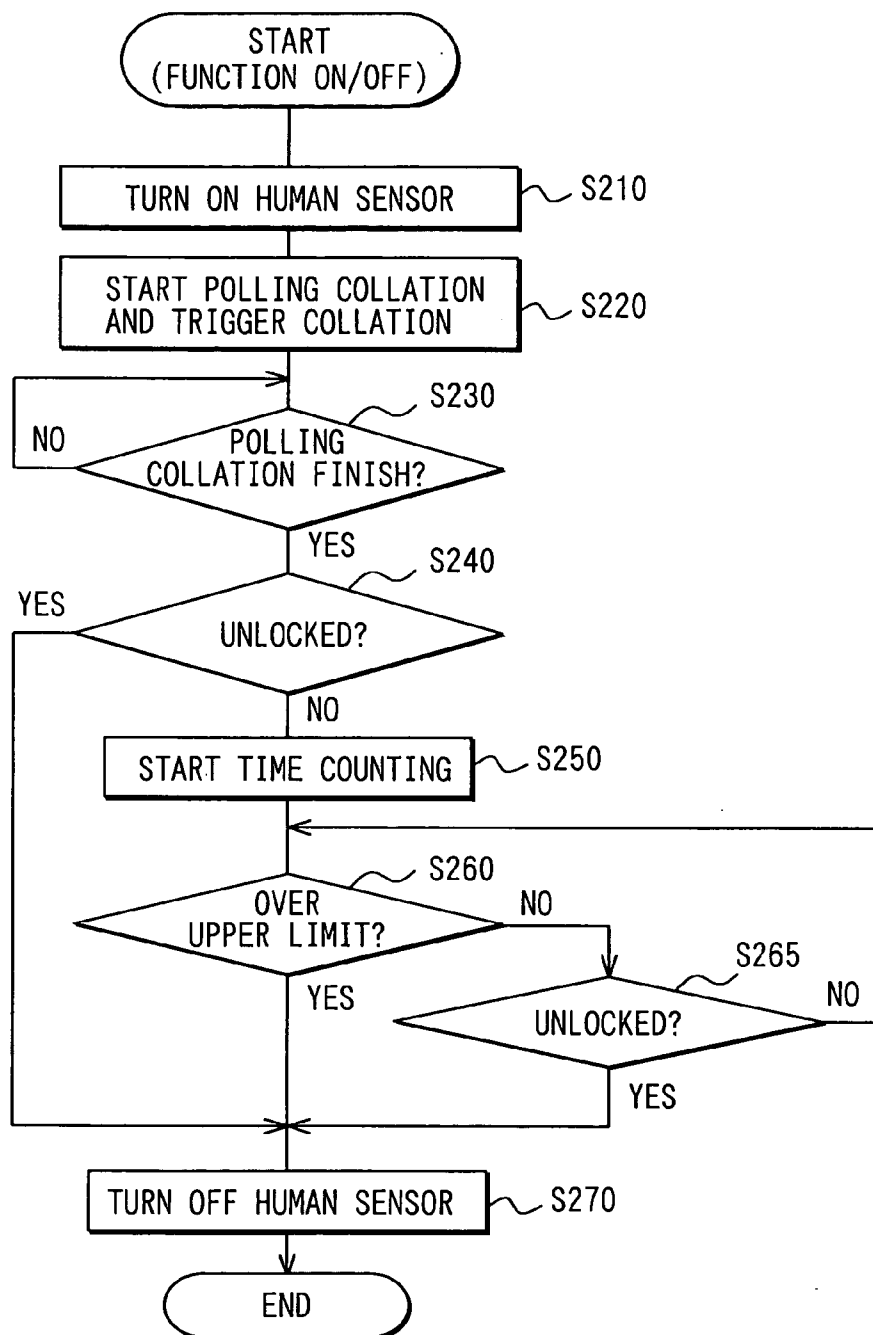 START
(FUNCTION ON/OFF)
TURN ON HUMAN SENSOR
S210
START POLLING COLLATION
AND TRIGGER COLLATION
S220
S230
NO
POLLING
COLLATION FINISH?
YES
S240
YES
UNLOCKED?
NO
START TIME COUNTING
S250
S260
OVER
UPPER LIMIT?
NO
YES
S265
UNLOCKED?
NO
YES
TURN OFF HUMAN SENSOR
S270
END